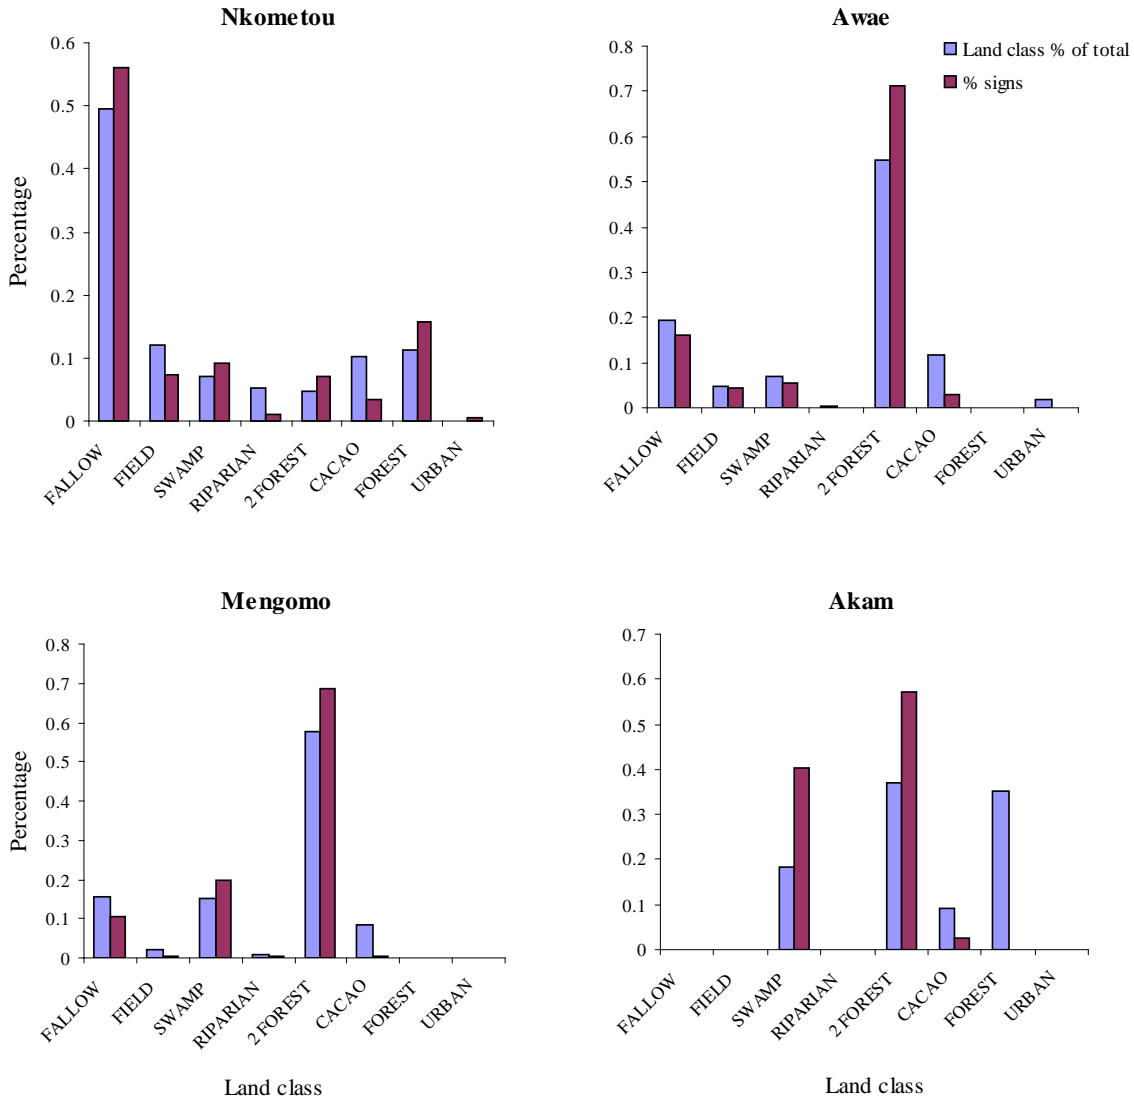 Nkometou
Percentage
0.6
0.5
0.4
0.3
0.2
0.1
0
FALLOW
FIELD
SWAMP
RIPARIAN
2 FOREST
CACAO
FOREST
URBAN
Awae
Land class % of total
% signs
0.8
0.7
0.6
0.5
0.4
0.3
0.2
0.1
0
FALLOW
FIELD
SWAMP
RIPARIAN
2 FOREST
CACAO
FOREST
URBAN
Mengomo
Percentage
0.8
0.7
0.6
0.5
0.4
0.3
0.2
0.1
0
FALLOW
FIELD
SWAMP
RIPARIAN
2 FOREST
CACAO
FOREST
URBAN
Land class
Akam
0.7
0.6
0.5
0.4
0.3
0.2
0.1
0
FALLOW
FIELD
SWAMP
RIPARIAN
2 FOREST
CACAO
FOREST
URBAN
Land class